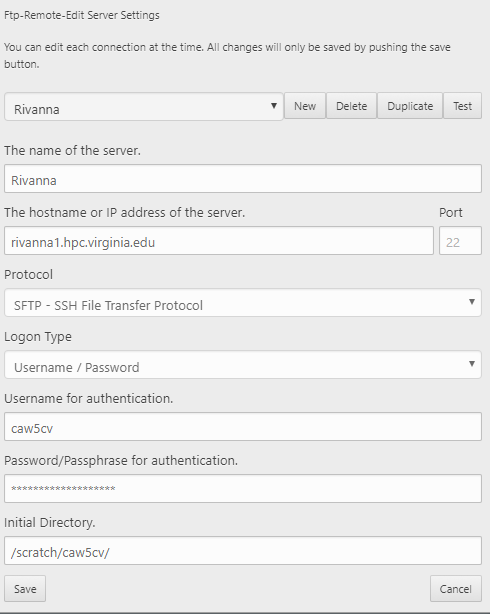 Ftp-Remote-Edit Server Settings
You can edit each connection at the time. All changes will only be saved by pushing the save
button.
Rivanna New Delete Duplicate Test
The name of the server.
Rivanna
The hostname or IP address of the server. Port
rivanna1.hpc.virginia.edu 22
Protocol
SFTP - SSH File Transfer Protocol
Logon Type
Username / Password
Username for authentication.
caw5cv
Password/Passphrase for authentication.
*******************
Initial Directory.
/scratch/caw5cv/
Save Cancel